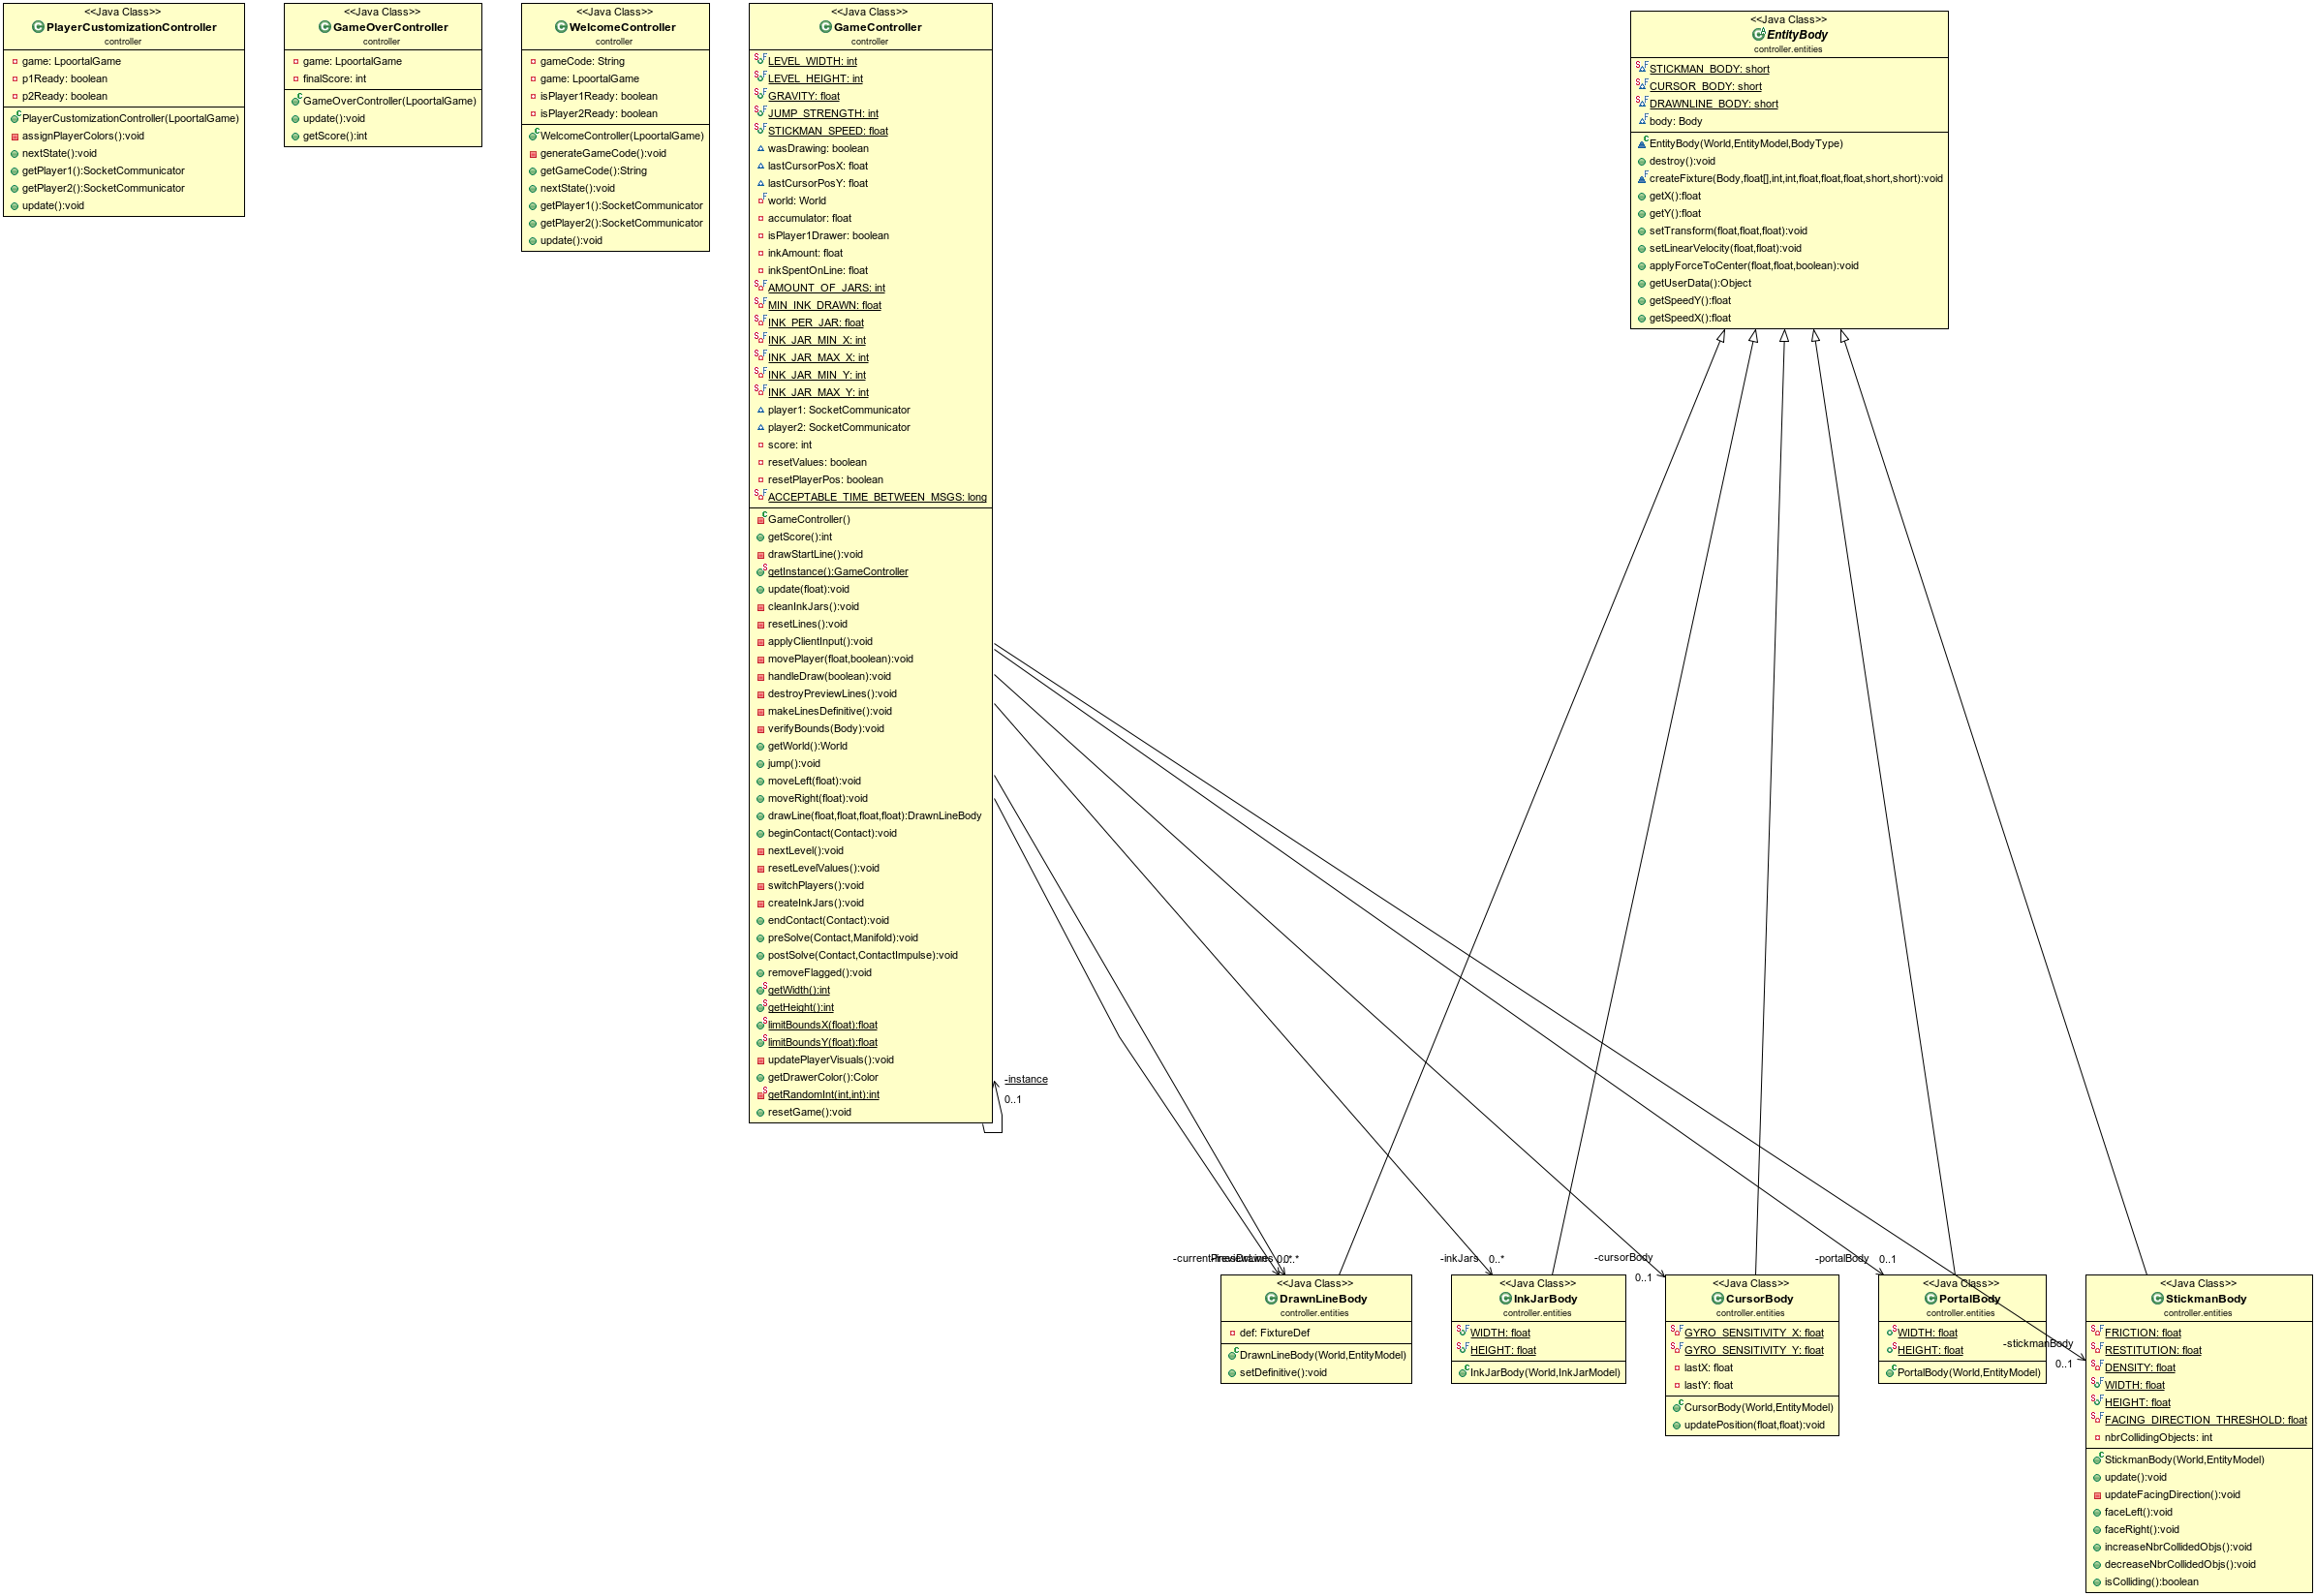 <<Java Class>>
PlayerCustomizationController
controller
game: LpoortalGame
p1Ready: boolean
p2Ready: boolean
PlayerCustomizationController(LpoortalGame)
assignPlayerColors():void
nextState():void
getPlayer1():SocketCommunicator
getPlayer2():SocketCommunicator
update():void
<<Java Class>>
GameOverController
controller
game: LpoortalGame
finalScore: int
GameOverController(LpoortalGame)
update():void
getScore():int
<<Java Class>>
WelcomeController
controller
gameCode: String
game: LpoortalGame
isPlayer1Ready: boolean
isPlayer2Ready: boolean
WelcomeController(LpoortalGame)
generateGameCode():void
getGameCode():String
nextState():void
getPlayer1():SocketCommunicator
getPlayer2():SocketCommunicator
update():void
<<Java Class>>
GameController
controller
LEVEL_WIDTH: int
LEVEL_HEIGHT: int
GRAVITY: float
JUMP_STRENGTH: int
STICKMAN_SPEED: float
wasDrawing: boolean
lastCursorPosX: float
lastCursorPosY: float
world: World
accumulator: float
isPlayer1Drawer: boolean
inkAmount: float
inkSpentOnLine: float
AMOUNT_OF_JARS: int
MIN_INK_DRAWN: float
INK_PER_JAR: float
INK_JAR_MIN_X: int
INK_JAR_MAX_X: int
INK_JAR_MIN_Y: int
INK_JAR_MAX_Y: int
player1: SocketCommunicator
player2: SocketCommunicator
score: int
resetValues: boolean
resetPlayerPos: boolean
ACCEPTABLE_TIME_BETWEEN_MSGS: long
GameController()
getScore():int
drawStartLine():void
getInstance():GameController
update(float):void
cleanInkJars():void
resetLines():void
applyClientInput():void
movePlayer(float,boolean):void
handleDraw(boolean):void
destroyPreviewLines():void
makeLinesDefinitive():void
verifyBounds(Body):void
getWorld():World
jump():void
moveLeft(float):void
moveRight(float):void
drawLine(float,float,float,float):DrawnLineBody
beginContact(Contact):void
nextLevel():void
resetLevelValues():void
switchPlayers():void
createInkJars():void
endContact(Contact):void
preSolve(Contact,Manifold):void
postSolve(Contact,ContactImpulse):void
removeFlagged():void
getWidth():int
getHeight():int
limitBoundsX(float):float
limitBoundsY(float):float
updatePlayerVisuals():void
getDrawerColor():Color
getRandomInt(int,int):int
resetGame():void
-instance
0..1
<<Java Class>>
EntityBody
controller.entities
STICKMAN_BODY: short
CURSOR_BODY: short
DRAWNLINE_BODY: short
body: Body
EntityBody(World,EntityModel,BodyType)
destroy():void
createFixture(Body,float[],int,int,float,float,float,short,short):void
getX():float
getY():float
setTransform(float,float,float):void
setLinearVelocity(float,float):void
applyForceToCenter(float,float,boolean):void
getUserData():Object
getSpeedY():float
getSpeedX():float
<<Java Class>>
DrawnLineBody
controller.entities
def: FixtureDef
DrawnLineBody(World,EntityModel)
setDefinitive():void
-inkJars
0..*
<<Java Class>>
InkJarBody
controller.entities
WIDTH: float
HEIGHT: float
InkJarBody(World,InkJarModel)
-cursorBody
0..1
<<Java Class>>
CursorBody
controller.entities
GYRO_SENSITIVITY_X: float
GYRO_SENSITIVITY_Y: float
lastX: float
lastY: float
CursorBody(World,EntityModel)
updatePosition(float,float):void
-portalBody
0..1
<<Java Class>>
PortalBody
controller.entities
WIDTH: float
HEIGHT: float
PortalBody(World,EntityModel)
-stickmanBody
0..1
<<Java Class>>
StickmanBody
controller.entities
FRICTION: float
RESTITUTION: float
DENSITY: float
WIDTH: float
HEIGHT: float
FACING_DIRECTION_THRESHOLD: float
nbrCollidingObjects: int
StickmanBody(World,EntityModel)
update():void
updateFacingDirection():void
faceLeft():void
faceRight():void
increaseNbrCollidedObjs():void
decreaseNbrCollidedObjs():void
isColliding():boolean